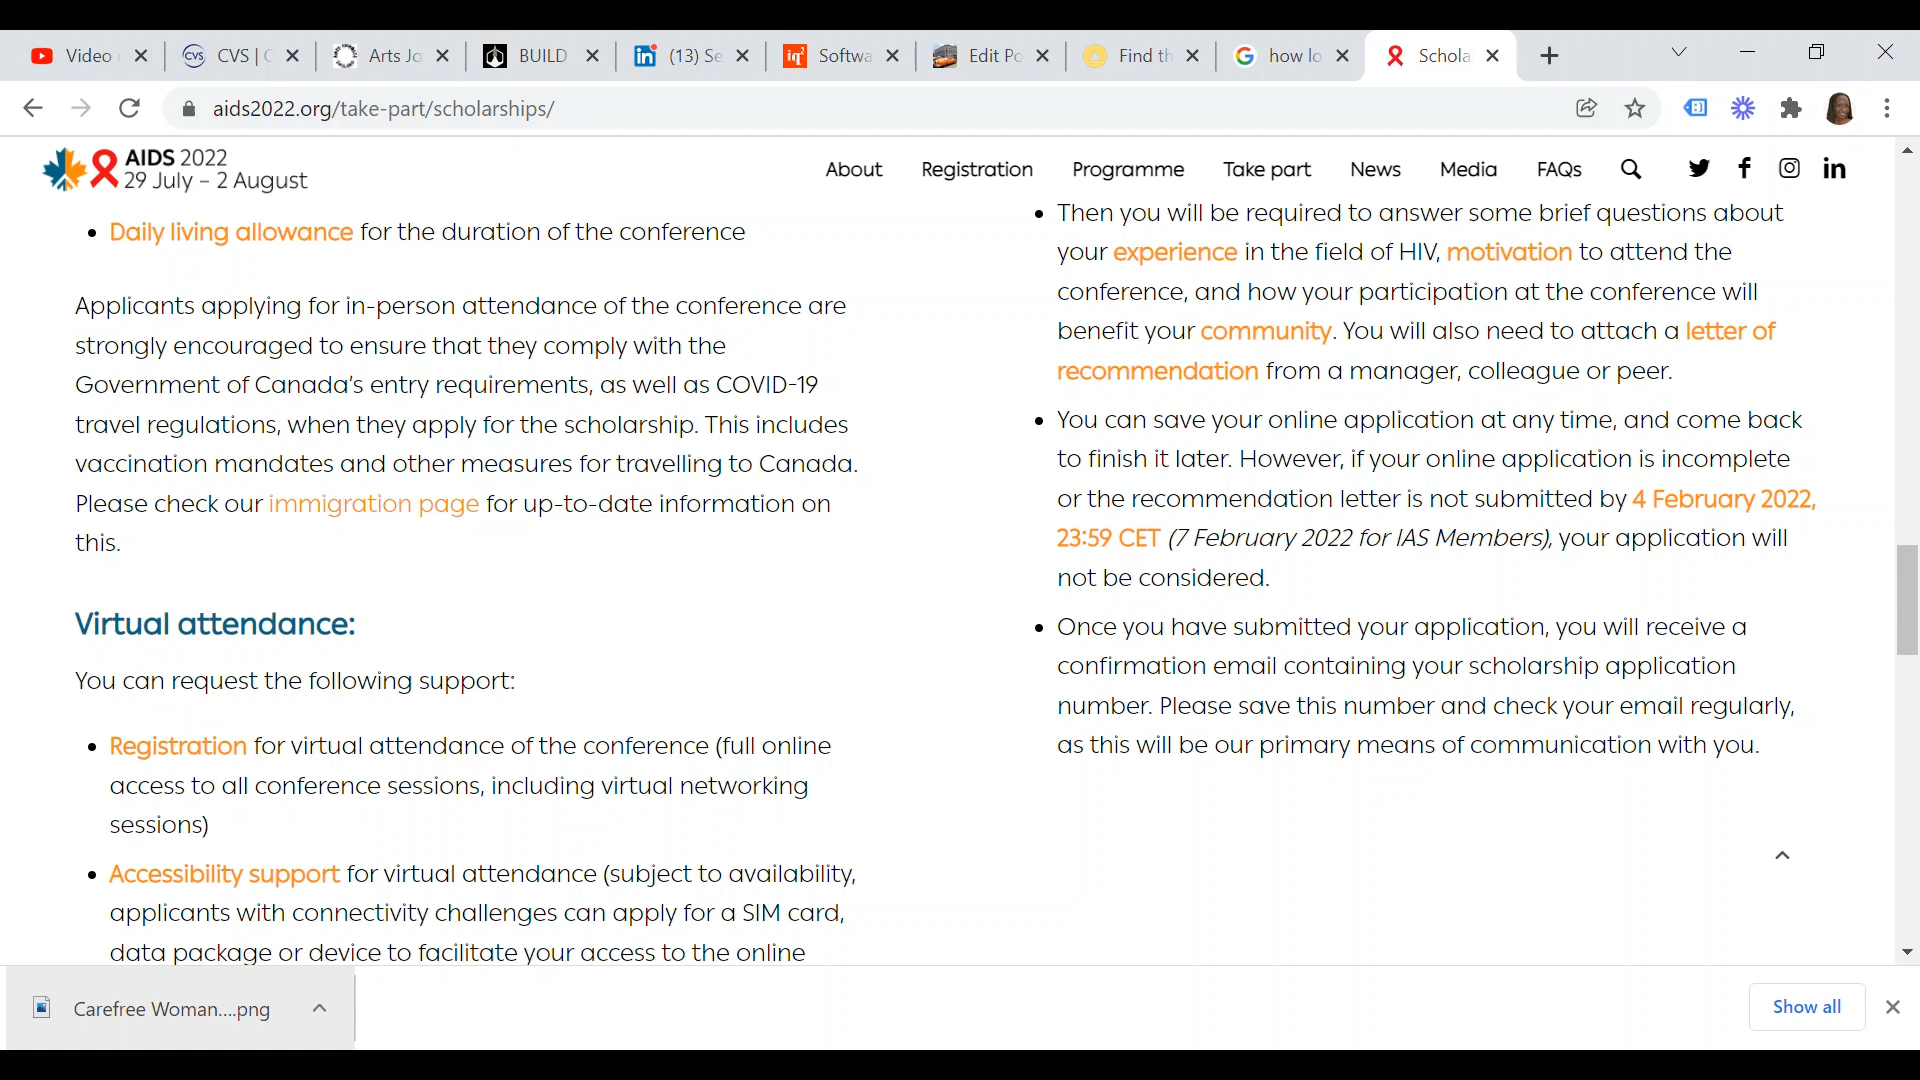 Video
CVS | C
Arts Jo
BUILD
(13) Se
Softwa
Edit Po
Find th
how lo
Schola
aids2022.org/take-part/scholarships/
AIDS 2022
29 July – 2 August
About
Registration
Programme
Take part
News
Media
FAQs
Daily living allowance for the duration of the conference
Applicants applying for in-person attendance of the conference are
strongly encouraged to ensure that they comply with the
Government of Canada's entry requirements, as well as COVID-19
travel regulations, when they apply for the scholarship. This includes
vaccination mandates and other measures for travelling to Canada.
Please check our immigration page for up-to-date information on
this.
Virtual attendance:
You can request the following support:
Registration for virtual attendance of the conference (full online
access to all conference sessions, including virtual networking
sessions)
Accessibility support for virtual attendance (subject to availability,
applicants with connectivity challenges can apply for a SIM card,
data package or device to facilitate your access to the online
Then you will be required to answer some brief questions about
your experience in the field of HIV, motivation to attend the
conference, and how your participation at the conference will
benefit your community. You will also need to attach a letter of
recommendation from a manager, colleague or peer.
You can save your online application at any time, and come back
to finish it later. However, if your online application is incomplete
or the recommendation letter is not submitted by 4 February 2022,
23:59 CET (7 February 2022 for IAS Members), your application will
not be considered.
Once you have submitted your application, you will receive a
confirmation email containing your scholarship application
number. Please save this number and check your email regularly,
as this will be our primary means of communication with you.
Carefree Woman....png
Show all